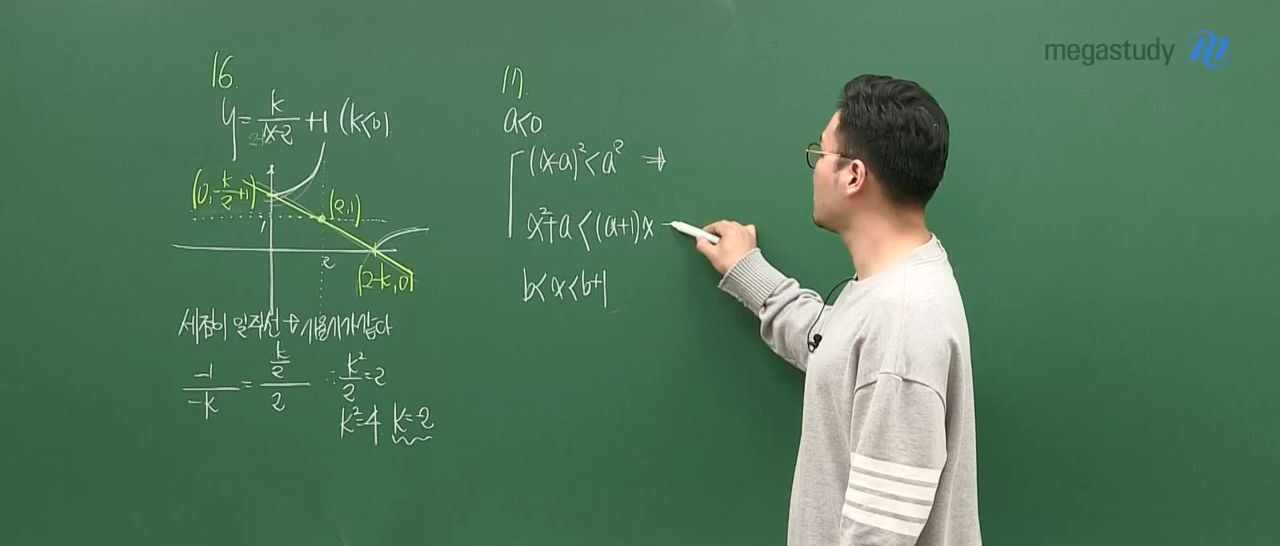 megastudy
16.
y = k/(x-2) + 1 (k<0).
(0, -k/2+1)
(2,1)
1
2
(2-k, 0)
세점이 일직선 → 기울기가 같다
-1/-k = (k/2)/2 ∴ k²/2 = 2
k²=4 k=-2
17.
a<0.
(x-a)² < a² ⇒
x²+a < (a+1)x
b<x<b+1